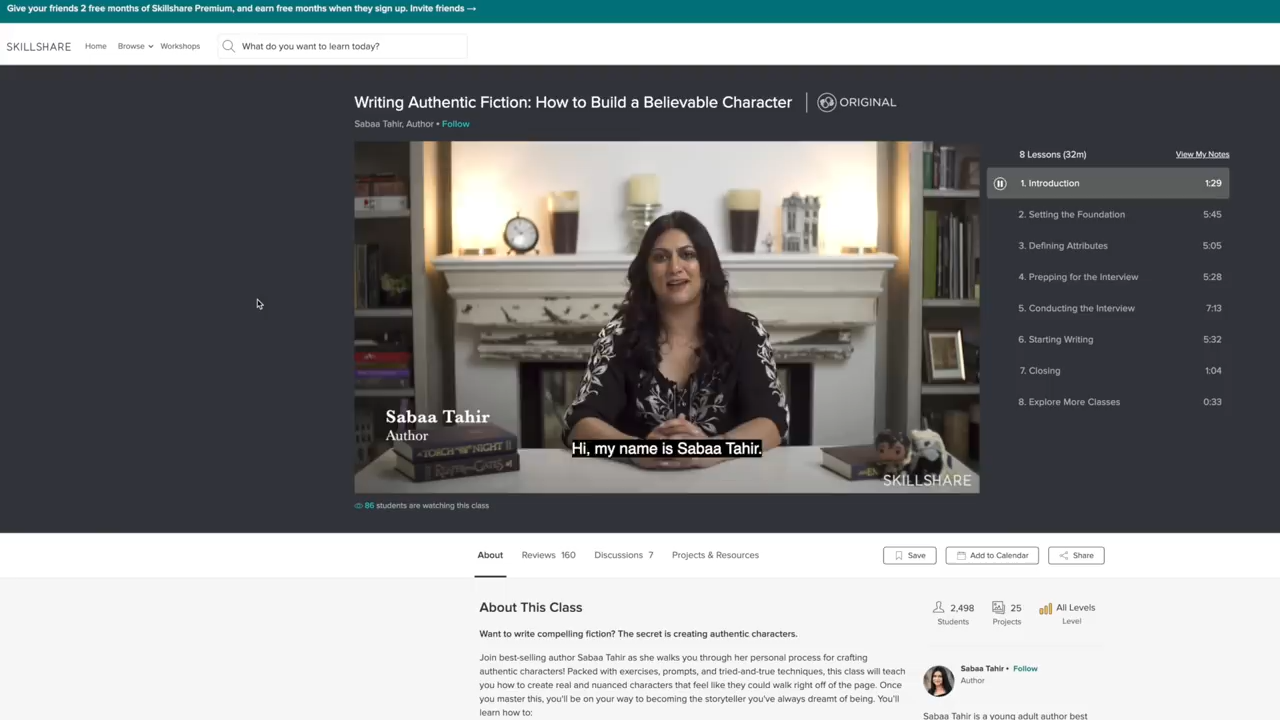 Give your friends 2 free months of Skillshare Premium, and earn free months when they sign up. Invite friends →
SKILLSHARE Home Browse Workshops What do you want to learn today?
Writing Authentic Fiction: How to Build a Believable Character ORIGINAL
Sabaa Tahir, Author • Follow
8 Lessons (32m) View My Notes
1. Introduction 1:29
2. Setting the Foundation 5:45
3. Defining Attributes 5:05
4. Prepping for the Interview 5:28
5. Conducting the Interview 7:13
6. Starting Writing 5:32
7. Closing 1:04
8. Explore More Classes 0:33
Sabaa Tahir
Author
A TORCH AGAINST THE NIGHT II
Hi, my name is Sabaa Tahir.
SKILLSHARE
86 students are watching this class
About Reviews 160 Discussions 7 Projects & Resources Save Add to Calendar Share
About This Class
2,498 25 All Levels
Students Projects Level
Want to write compelling fiction? The secret is creating authentic characters.
Join best-selling author Sabaa Tahir as she walks you through her personal process for crafting
authentic characters! Packed with exercises, prompts, and tried-and-true techniques, this class will teach
you how to create real and nuanced characters that feel like they could walk right off of the page. Once
you master this, you'll be on your way to becoming the storyteller you've always dreamt of being. You'll
learn how to:
Sabaa Tahir • Follow
Author
Sabaa Tahir is a young adult author best